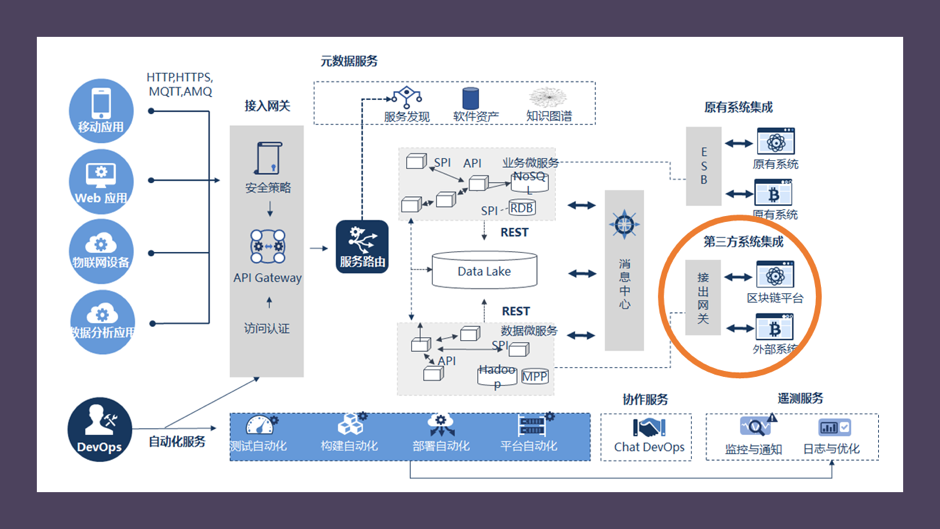 元数据服务
HTTP,HTTPS,
MQTT,AMQ
移动应用
Web 应用
物联网设备
数据分析应用
接入网关
安全策略
API Gateway
访问认证
服务路由
服务发现
软件资产
知识图谱
SPI
API
业务微服务
NoSQ
L
SPI
RDB
REST
Data Lake
REST
数据微服务
SPI
API
Hadoo
p
MPP
消
息
中
心
原有系统集成
E
S
B
原有系统
原有系统
第三方系统集成
接
出
网
关
区块链平台
外部系统
DevOps
自动化服务
测试自动化
构建自动化
部署自动化
平台自动化
协作服务
Chat DevOps
遥测服务
监控与通知
日志与优化